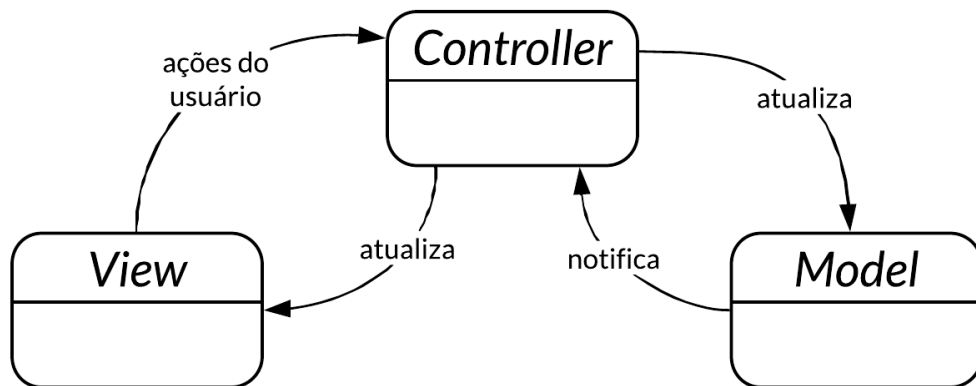 Controller
ações do
usuário
atualiza
atualiza
notifica
View
Model